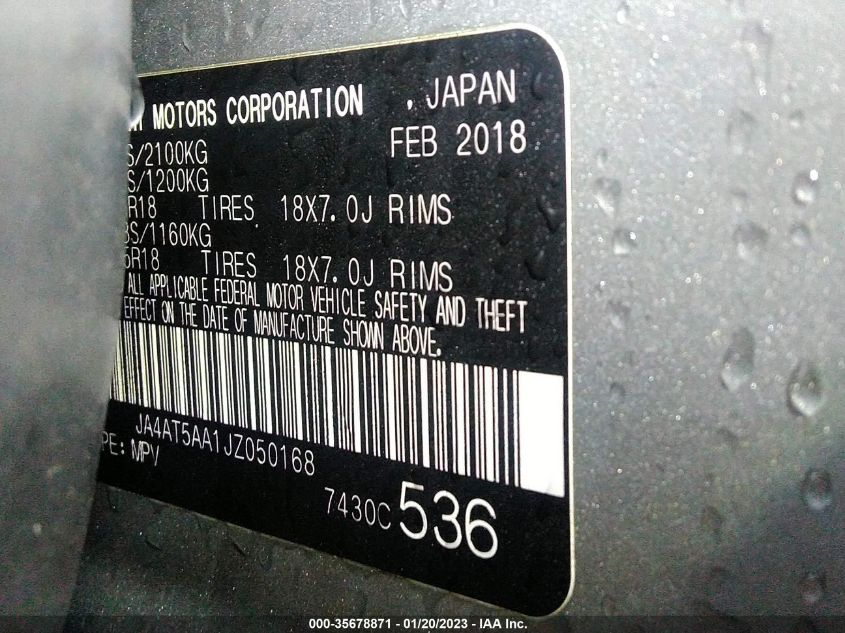 MOTORS CORPORATION , JAPAN
FEB 2018
S/2100KG
S/1200KG
R18 TIRES 18X7.0J RIMS
BS/1160KG
5R18 TIRES 18X7.0J RIMS
ALL APPLICABLE FEDERAL MOTOR VEHICLE SAFETY AND THEFT
EFFECT ON THE DATE OF MANUFACTURE SHOWN ABOVE.
JA4AT5AA1JZ050168
PE: MPV
7430C 536
000-35678871 - 01/20/2023 - IAA Inc.